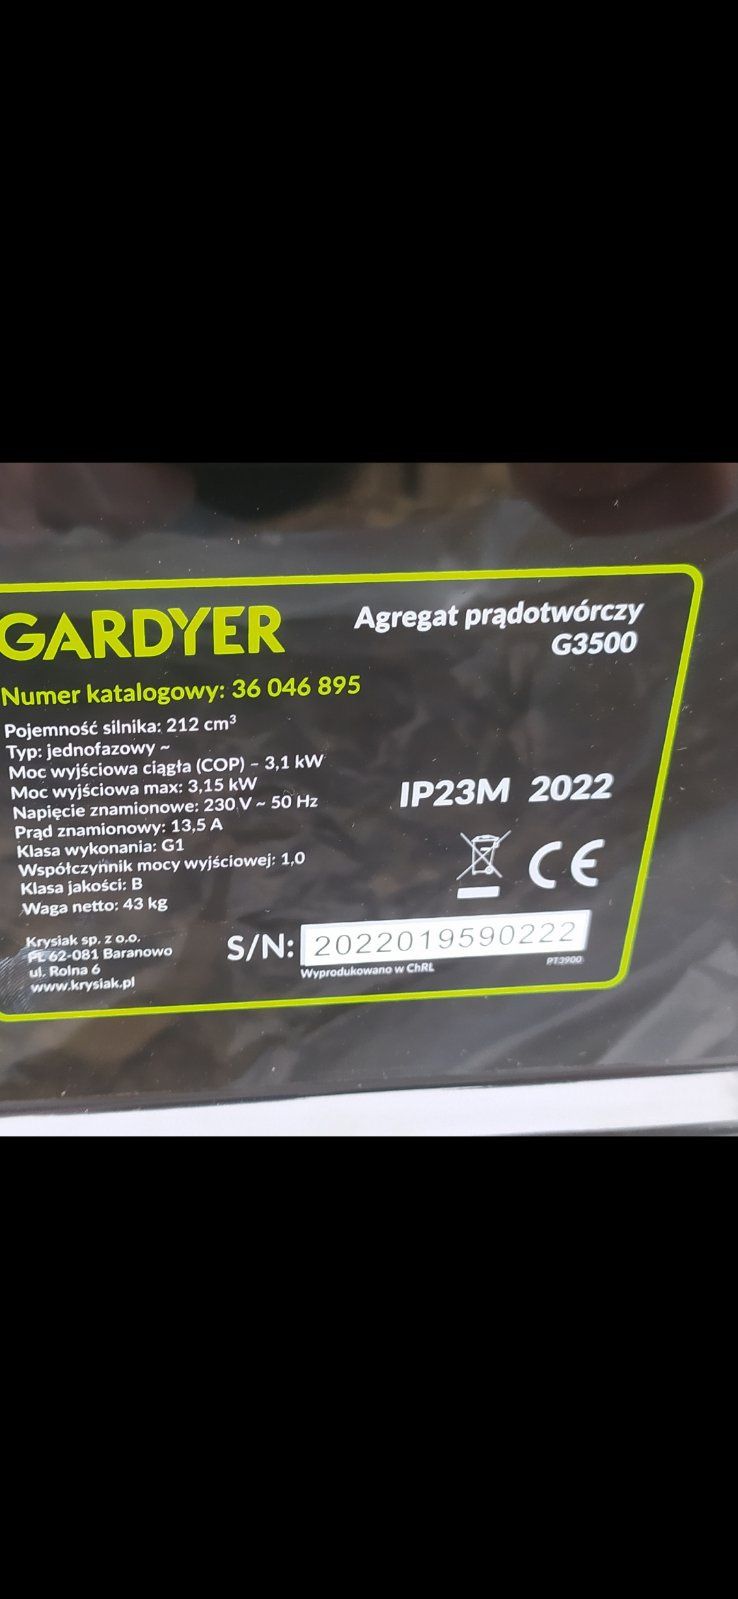 GARDYER
Agregat prądotwórczy
G3500
Numer katalogowy: 36 046 895
Pojemność silnika: 212 cm³
Typ: jednofazowy ~
Moc wyjściowa ciągła (COP) – 3,1 kW
Moc wyjściowa max: 3,15 kW
Napięcie znamionowe: 230 V ~ 50 Hz
Prąd znamionowy: 13,5 A
Klasa wykonania: G1
Współczynnik mocy wyjściowej: 1,0
Klasa jakości: B
Waga netto: 43 kg
IP23M 2022
CE
Krysiak sp. z o.o.
PL 62-081 Baranowo
ul. Rolna 6
www.krysiak.pl
S/N: 2022019590222
Wyprodukowano w ChRL
PT3900